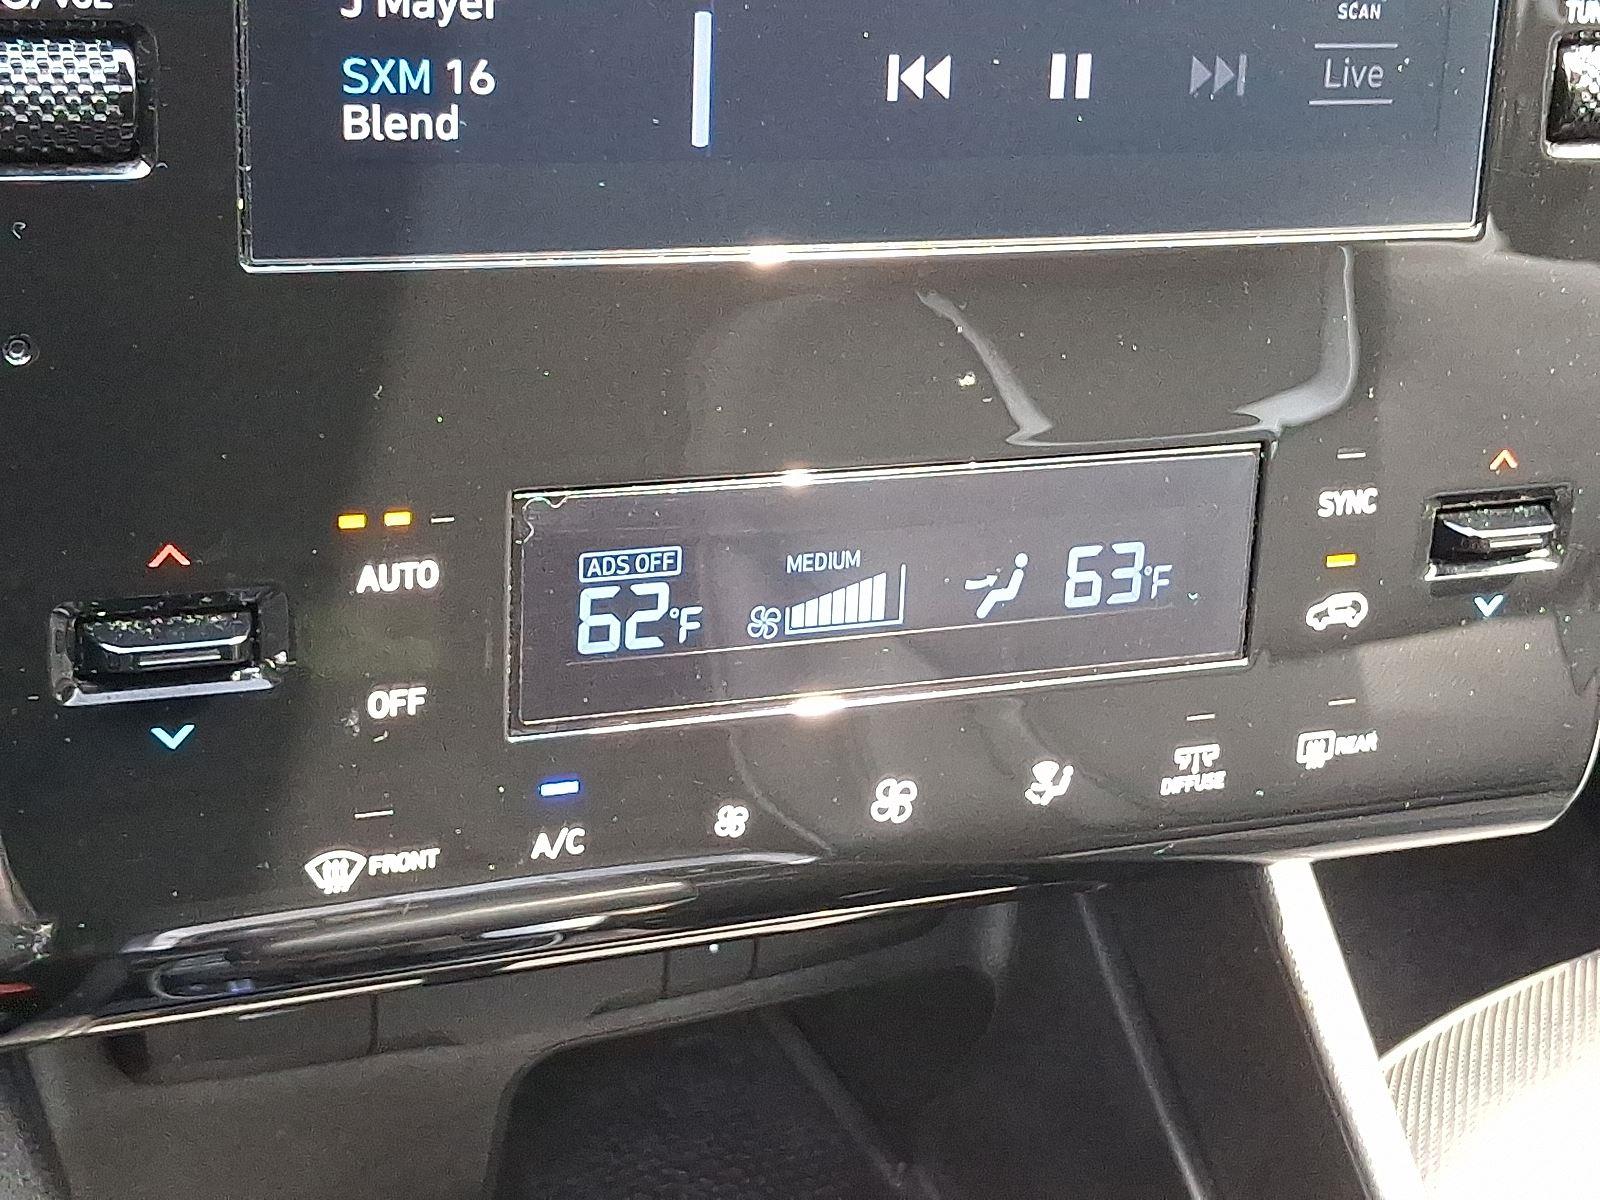 J Mayer
SXM 16
Blend
SCAN
Live
AUTO
OFF
ADS OFF
62°F
MEDIUM
63°F
SYNC
FRONT
A/C
DIFFUSE
REAR